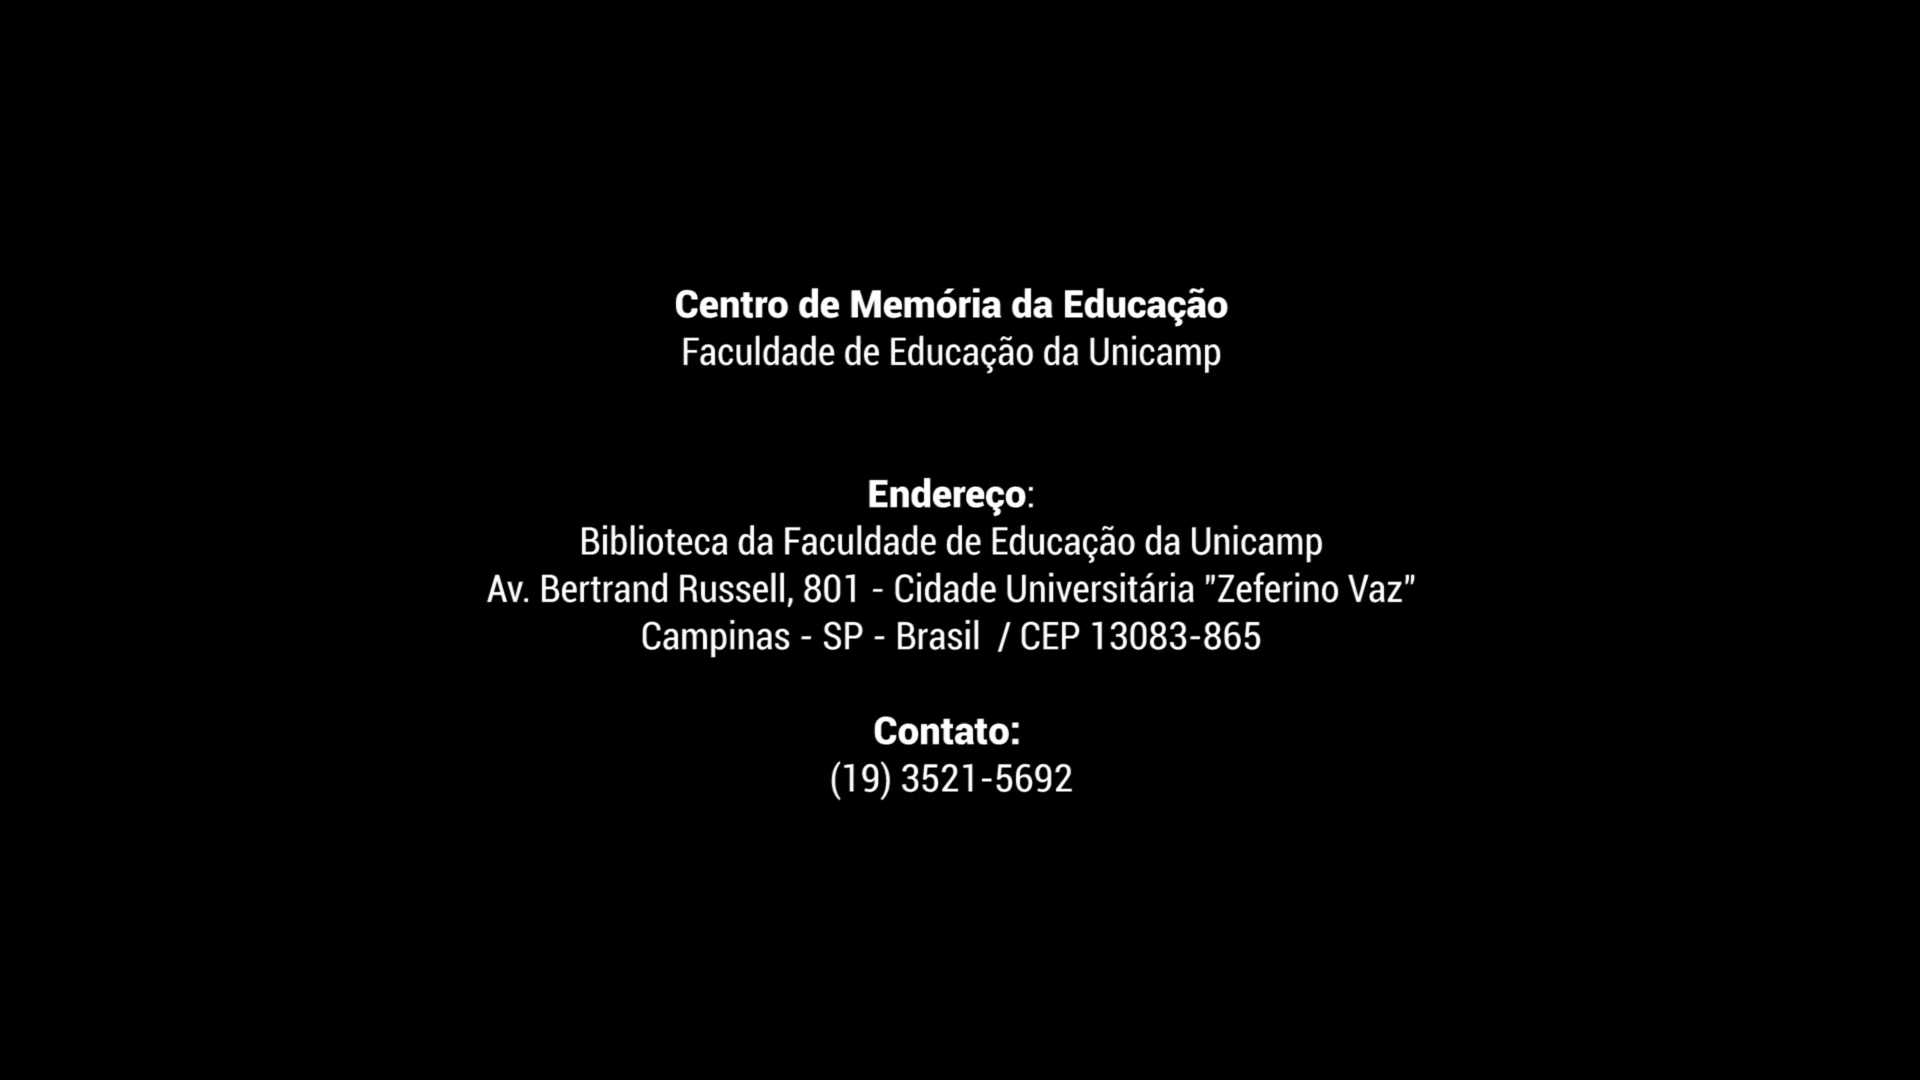 Centro de Memória da Educação
Faculdade de Educação da Unicamp
Endereço:
Biblioteca da Faculdade de Educação da Unicamp
Av. Bertrand Russell, 801 - Cidade Universitária "Zeferino Vaz"
Campinas - SP - Brasil / CEP 13083-865
Contato:
(19) 3521-5692